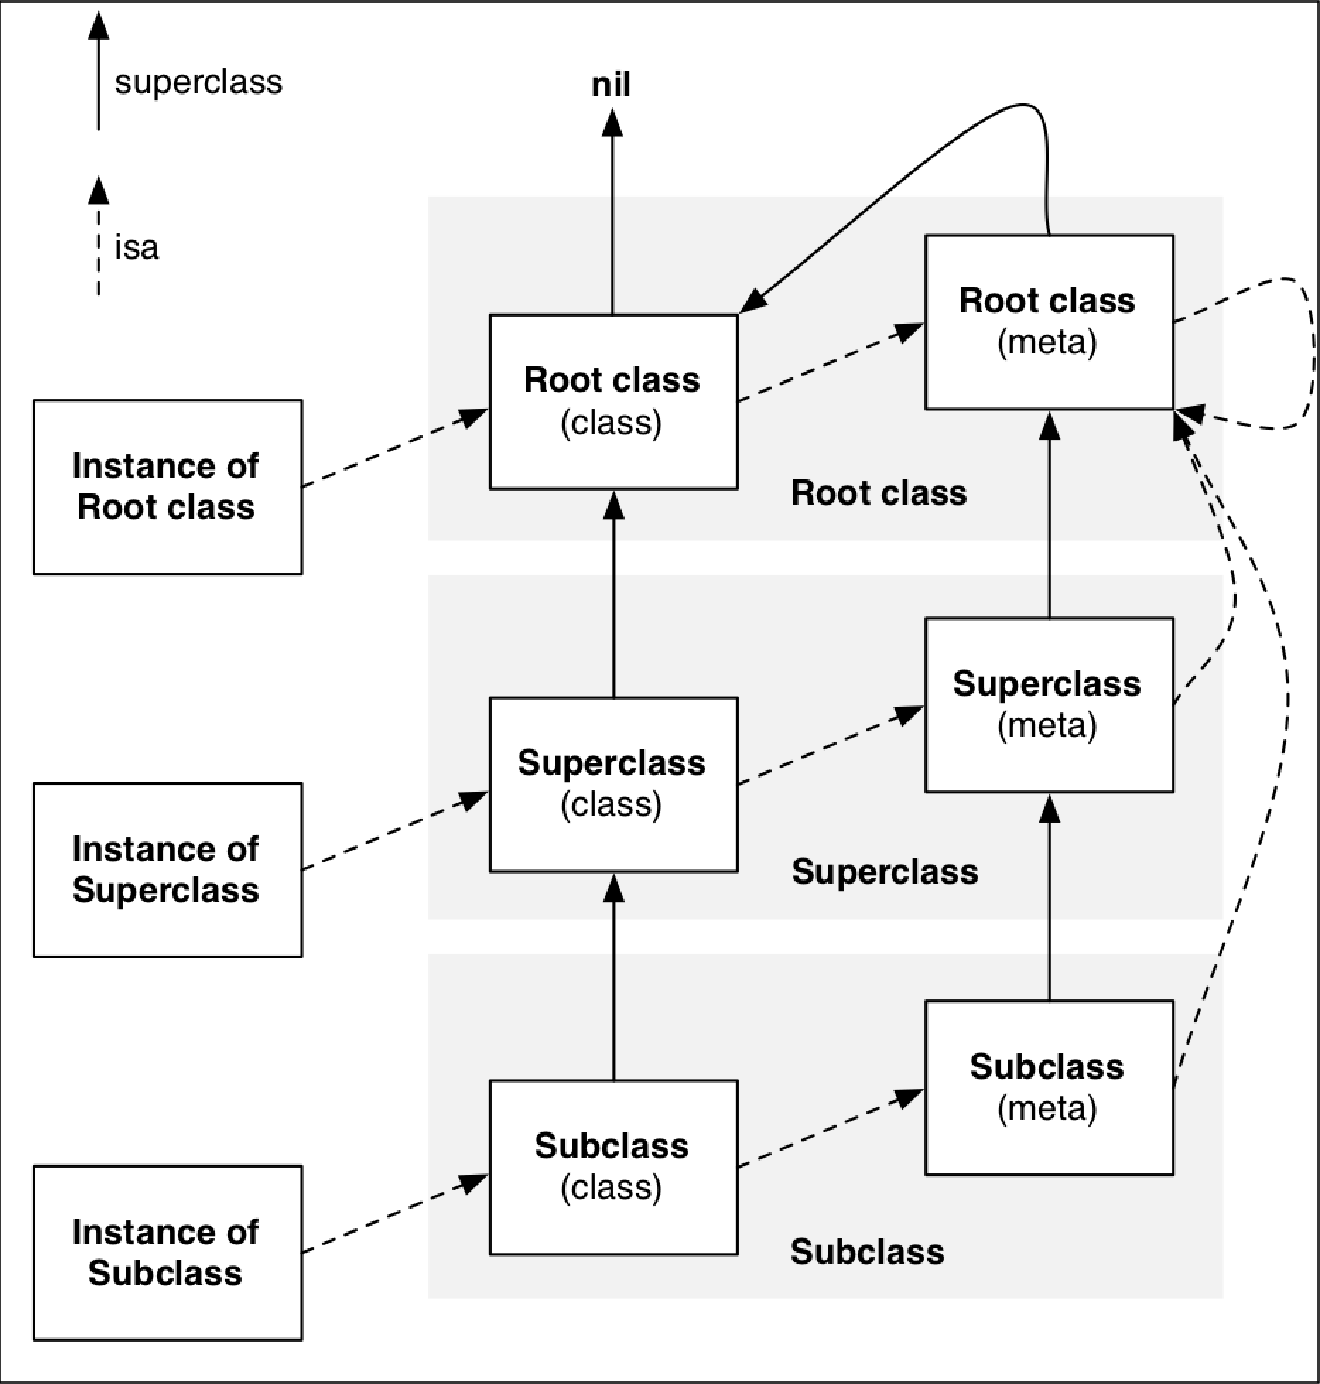 superclass
nil
isa
Root class
(meta)
Root class
(class)
Instance of
Root class
Root class
Superclass
(meta)
Superclass
(class)
Instance of
Superclass
Superclass
Subclass
(meta)
Subclass
(class)
Instance of
Subclass
Subclass